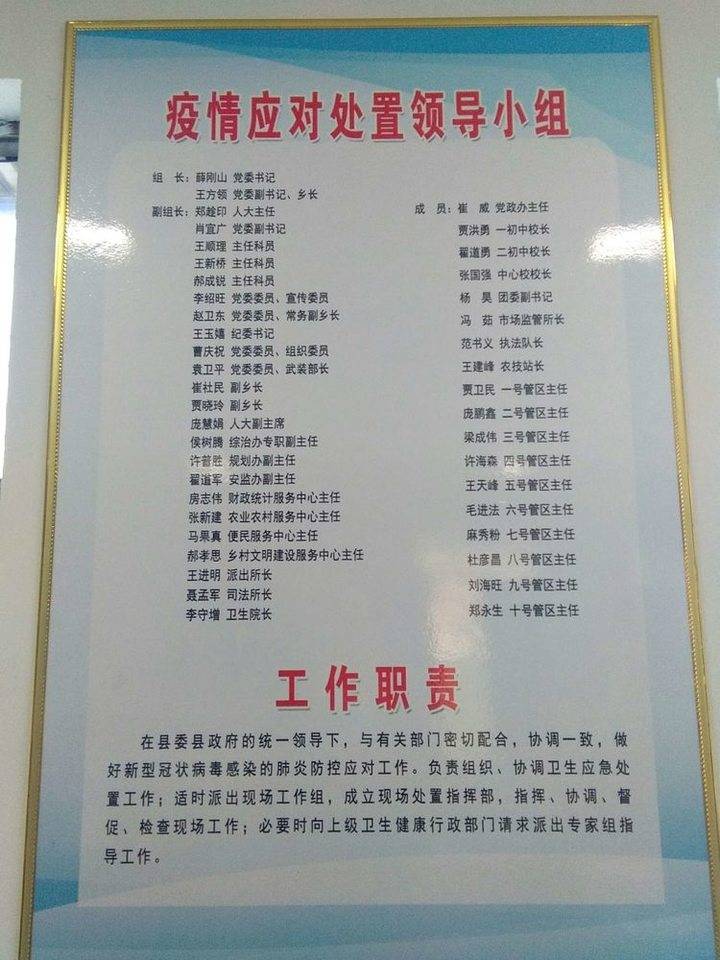 疫情应对处置领导小组
组 长：薛刚山 党委书记
王方领 党委副书记、乡长
副组长：郑趁印 人大主任
肖宜广 党委副书记
王顺理 主任科员
王新桥 主任科员
郝成锐 主任科员
李绍旺 党委委员、宣传委员
赵卫东 党委委员、常务副乡长
王玉嬉 纪委书记
曹庆祝 党委委员、组织委员
袁卫平 党委委员、武装部长
崔社民 副乡长
贾晓玲 副乡长
庞慧娟 人大副主席
侯树腾 综治办专职副主任
许普胜 规划办副主任
翟道军 安监办副主任
房志伟 财政统计服务中心主任
张新建 农业农村服务中心主任
马果真 便民服务中心主任
郝孝思 乡村文明建设服务中心主任
王进明 派出所长
聂孟军 司法所长
李守增 卫生院长
成 员：崔 威 党政办主任
贾洪勇 一初中校长
翟道勇 二初中校长
张国强 中心校校长
杨 昊 团委副书记
冯 茹 市场监管所长
范书义 执法队长
王建峰 农技站长
贾卫民 一号管区主任
庞鹏鑫 二号管区主任
梁成伟 三号管区主任
许海森 四号管区主任
王天峰 五号管区主任
毛进法 六号管区主任
麻秀粉 七号管区主任
杜彦昌 八号管区主任
刘海旺 九号管区主任
郑永生 十号管区主任
工作职责
在县委县政府的统一领导下，与有关部门密切配合，协调一致，做
好新型冠状病毒感染的肺炎防控应对工作。负责组织、协调卫生应急处
置工作；适时派出现场工作组，成立现场处置指挥部，指挥、协调、督
促、检查现场工作；必要时向上级卫生健康行政部门请求派出专家组指
导工作。